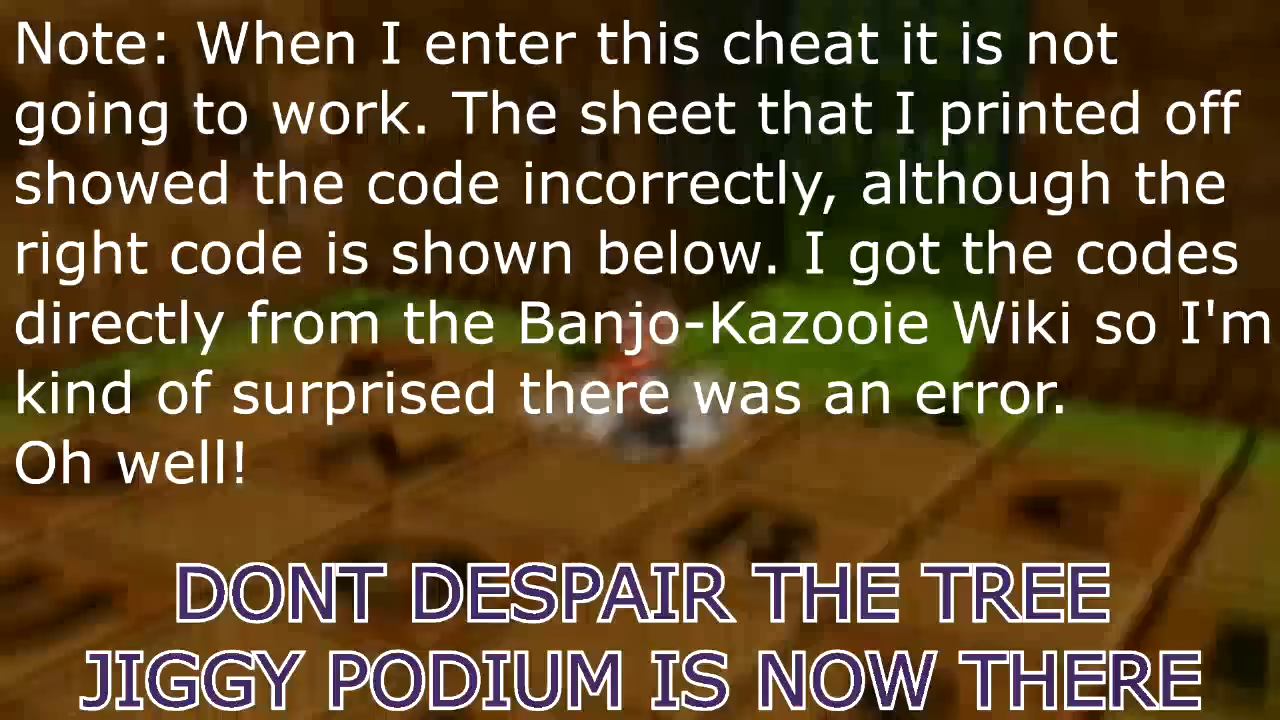 Note: When I enter this cheat it is not
going to work. The sheet that I printed off
showed the code incorrectly, although the
right code is shown below. I got the codes
directly from the Banjo-Kazooie Wiki so I'm
kind of surprised there was an error.
Oh well!
DONT DESPAIR THE TREE
JIGGY PODIUM IS NOW THERE